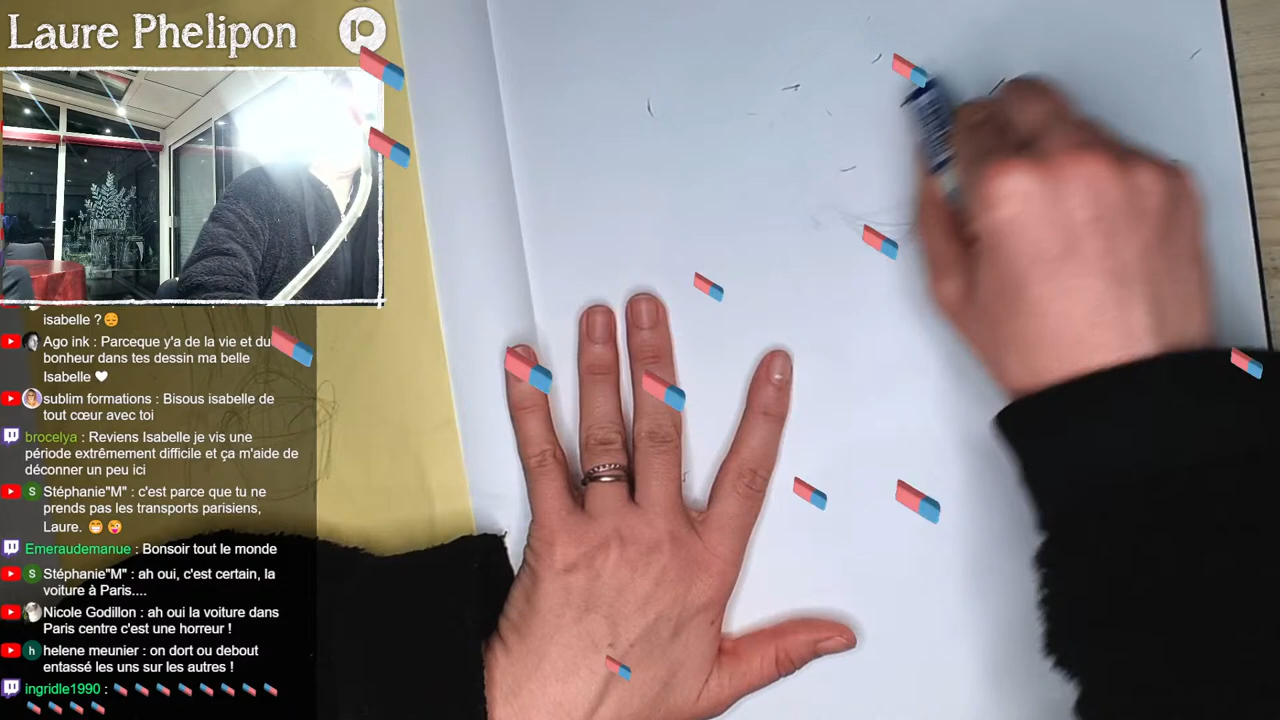 Laure Phelipon
isabelle ? 😔
Ago ink : Parceque y'a de la vie et du
bonheur dans tes dessin ma belle
Isabelle 🤍
sublim formations : Bisous isabelle de
tout cœur avec toi
brocelya : Reviens Isabelle je vis une
période extrêmement difficile et ça m'aide de
déconner un peu ici
S Stéphanie"M" : c'est parce que tu ne
prends pas les transports parisiens,
Laure. 😁 😜
Emeraudemanue : Bonsoir tout le monde
S Stéphanie"M" : ah oui, c'est certain, la
voiture à Paris....
Nicole Godillon : ah oui la voiture dans
Paris centre c'est une horreur !
h helene meunier : on dort ou debout
entassé les uns sur les autres !
ingridle1990 :